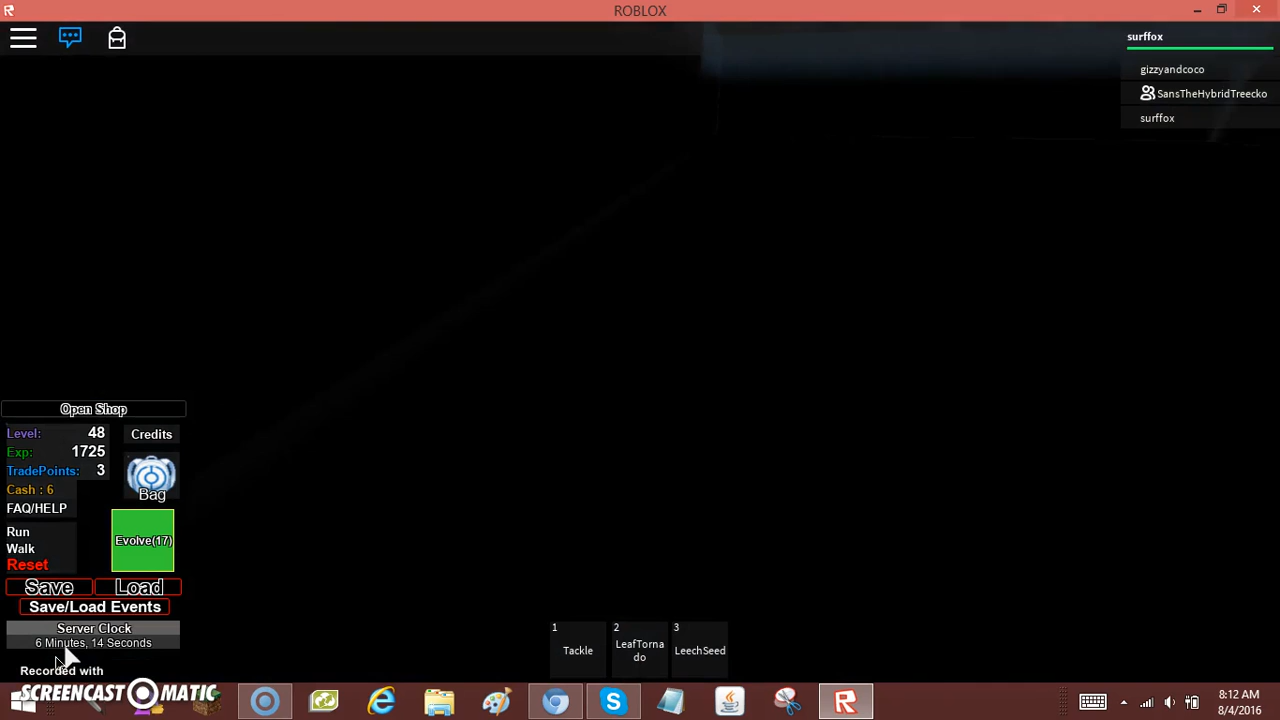 ROBLOX
surffox
gizzyandcoco
SansTheHybridTreecko
surffox
Open Shop
Level: 48
Credits
Exp: 1725
TradePoints: 3
Cash : 6
Bag
FAQ/HELP
Run
Walk
Evolve(17)
Reset
Save Load
Save/Load Events
Server Clock
6 Minutes, 14 Seconds
1 2 3
Tackle
LeafTorna
do
LeechSeed
Recorded with
SCREENCAST MATIC
8:12 AM
8/4/2016